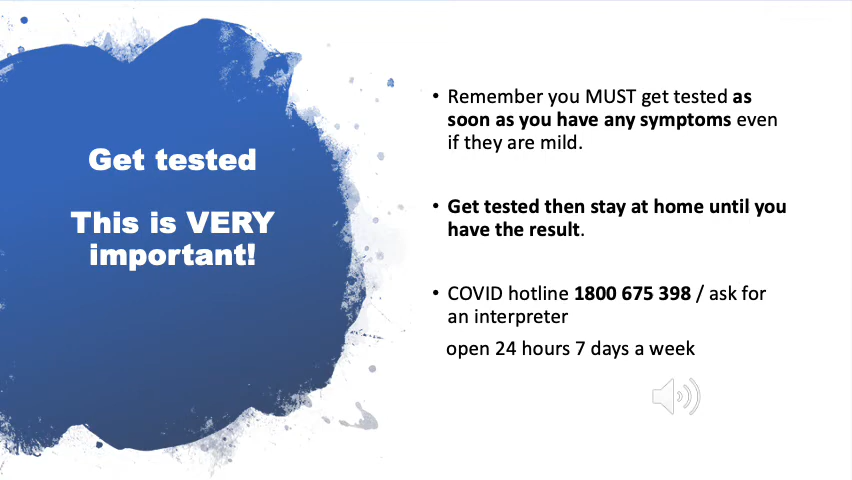 Get tested
This is VERY
important!
• Remember you MUST get tested as
soon as you have any symptoms even
if they are mild.
• Get tested then stay at home until you
have the result.
• COVID hotline 1800 675 398 / ask for
an interpreter
open 24 hours 7 days a week